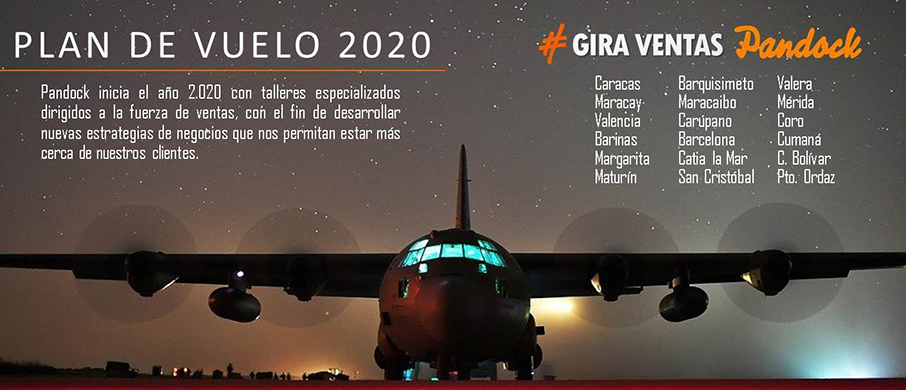 PLAN DE VUELO 2020
Pandock inicia el año 2.020 con talleres especializados
dirigidos a la fuerza de ventas, con el fin de desarrollar
nuevas estrategias de negocios que nos permitan estar más
cerca de nuestros clientes.
# GIRA VENTAS Pandock
Caracas Barquisimeto Valera
Maracay Maracaibo Mérida
Valencia Carúpano Coro
Barinas Barcelona Cumaná
Margarita Catia la Mar C. Bolívar
Maturín San Cristóbal Pto. Ordaz